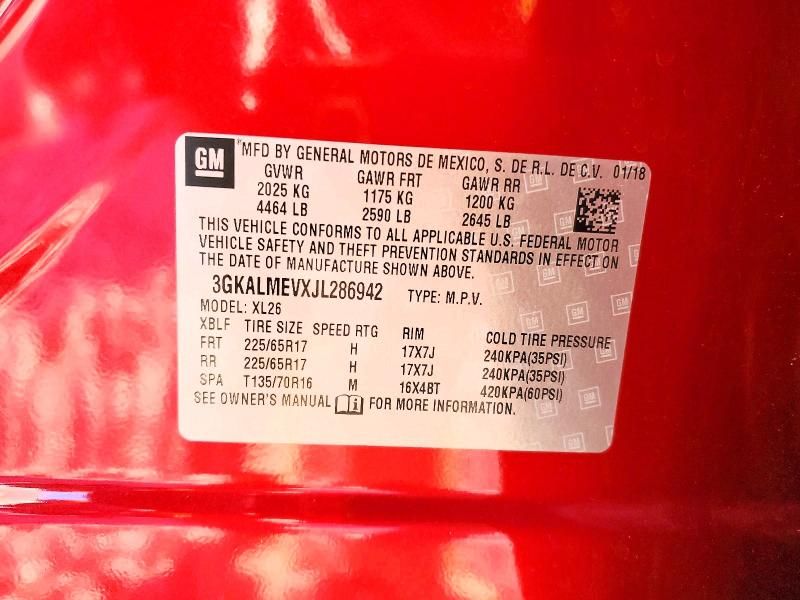 GM
MFD BY GENERAL MOTORS DE MEXICO, S. DE R.L. DE C.V. 01/18
GVWR GAWR FRT GAWR RR
2025 KG 1175 KG 1200 KG
4464 LB 2590 LB 2645 LB
THIS VEHICLE CONFORMS TO ALL APPLICABLE U.S. FEDERAL MOTOR
VEHICLE SAFETY AND THEFT PREVENTION STANDARDS IN EFFECT ON
THE DATE OF MANUFACTURE SHOWN ABOVE.
3GKALMEVXJL286942 TYPE: M.P.V.
MODEL: XL26
XBLF TIRE SIZE SPEED RTG RIM COLD TIRE PRESSURE
FRT 225/65R17 H 17X7J 240KPA(35PSI)
RR 225/65R17 H 17X7J 240KPA(35PSI)
SPA T135/70R16 M 16X4BT 420KPA(60PSI)
SEE OWNER'S MANUAL FOR MORE INFORMATION.